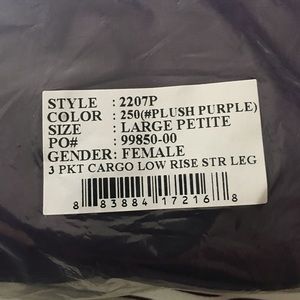 STYLE : 2207P
COLOR : 250(#PLUSH PURPLE)
SIZE : LARGE PETITE
PO# : 99850-00
GENDER: FEMALE
3 PKT CARGO LOW RISE STR LEG
8 83884 17216 8